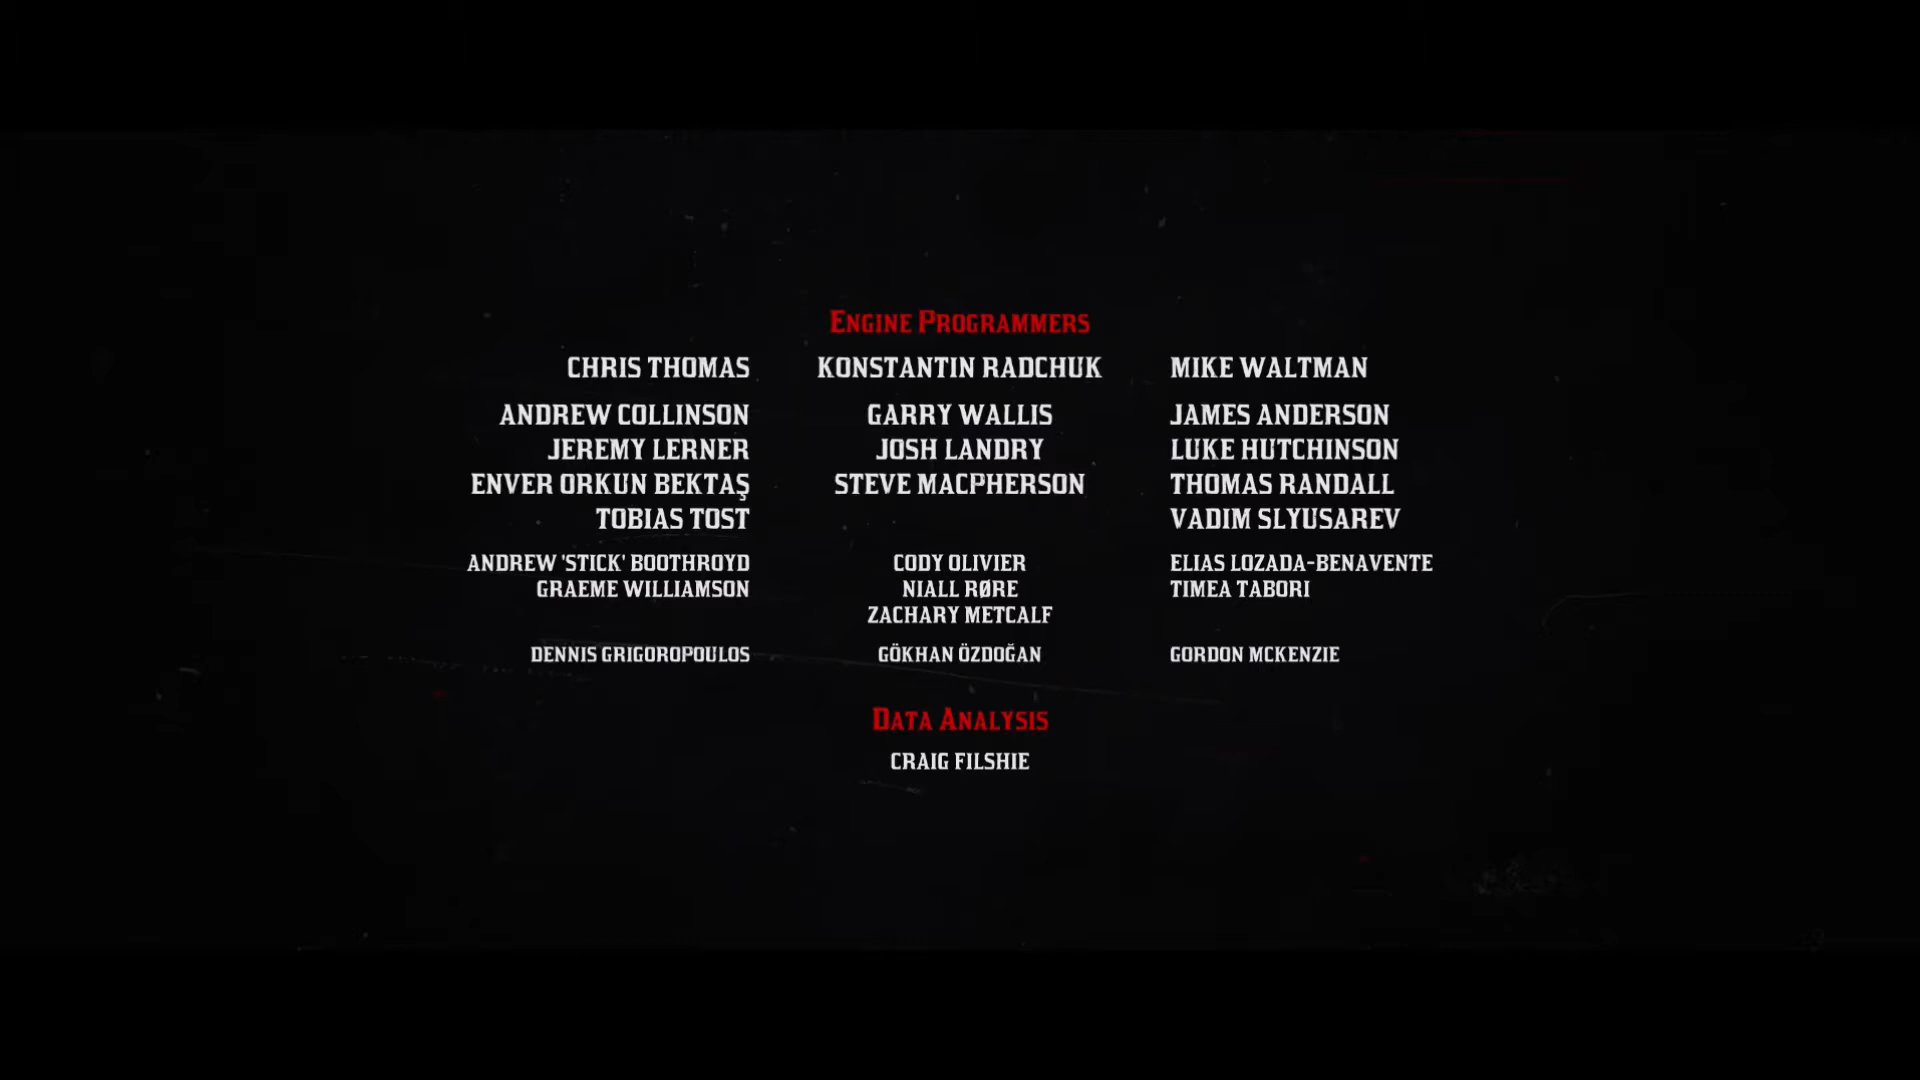 Engine Programmers
CHRIS THOMAS KONSTANTIN RADCHUK MIKE WALTMAN
ANDREW COLLINSON GARRY WALLIS JAMES ANDERSON
JEREMY LERNER JOSH LANDRY LUKE HUTCHINSON
ENVER ORKUN BEKTAŞ STEVE MACPHERSON THOMAS RANDALL
TOBIAS TOST VADIM SLYUSAREV
ANDREW 'STICK' BOOTHROYD CODY OLIVIER ELIAS LOZADA-BENAVENTE
GRAEME WILLIAMSON NIALL RØRE TIMEA TABORI
ZACHARY METCALF
DENNIS GRIGOROPOULOS GÖKHAN ÖZDOĞAN GORDON MCKENZIE
Data Analysis
CRAIG FILSHIE